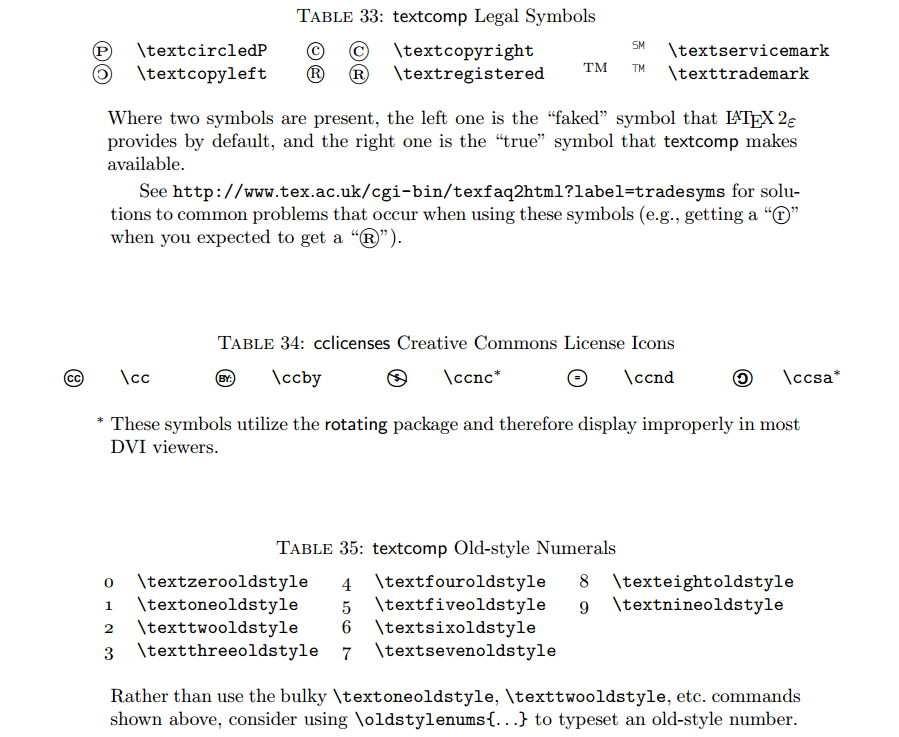 TABLE 33: textcomp Legal Symbols
Ⓟ \textcircledP © © \textcopyright ℠ \textservicemark
🄯 \textcopyleft ® ® \textregistered TM ™ \texttrademark
Where two symbols are present, the left one is the “faked” symbol that LATEX 2ε
provides by default, and the right one is the “true” symbol that textcomp makes
available.
See http://www.tex.ac.uk/cgi-bin/texfaq2html?label=tradesyms for solu-
tions to common problems that occur when using these symbols (e.g., getting a “ⓡ”
when you expected to get a “®”).
TABLE 34: cclicenses Creative Commons License Icons
cc \cc BY: \ccby $ \ccnc* = \ccnd \ccsa*
* These symbols utilize the rotating package and therefore display improperly in most
DVI viewers.
TABLE 35: textcomp Old-style Numerals
0 \textzerooldstyle 4 \textfouroldstyle 8 \texteightoldstyle
1 \textoneoldstyle 5 \textfiveoldstyle 9 \textnineoldstyle
2 \texttwooldstyle 6 \textsixoldstyle
3 \textthreeoldstyle 7 \textsevenoldstyle
Rather than use the bulky \textoneoldstyle, \texttwooldstyle, etc. commands
shown above, consider using \oldstylenums{...} to typeset an old-style number.